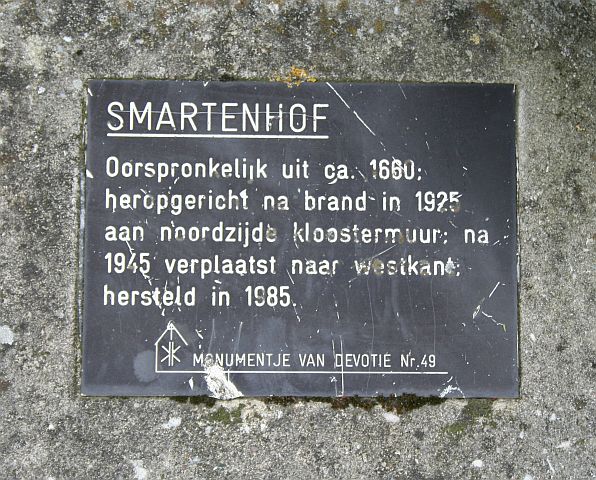 SMARTENHOF
Oorspronkelijk uit ca. 1660;
heropgericht na brand in 1925
aan noordzijde kloostermuur; na
1945 verplaatst naar westkant;
hersteld in 1985.
MONUMENTJE VAN DEVOTIE Nr.49